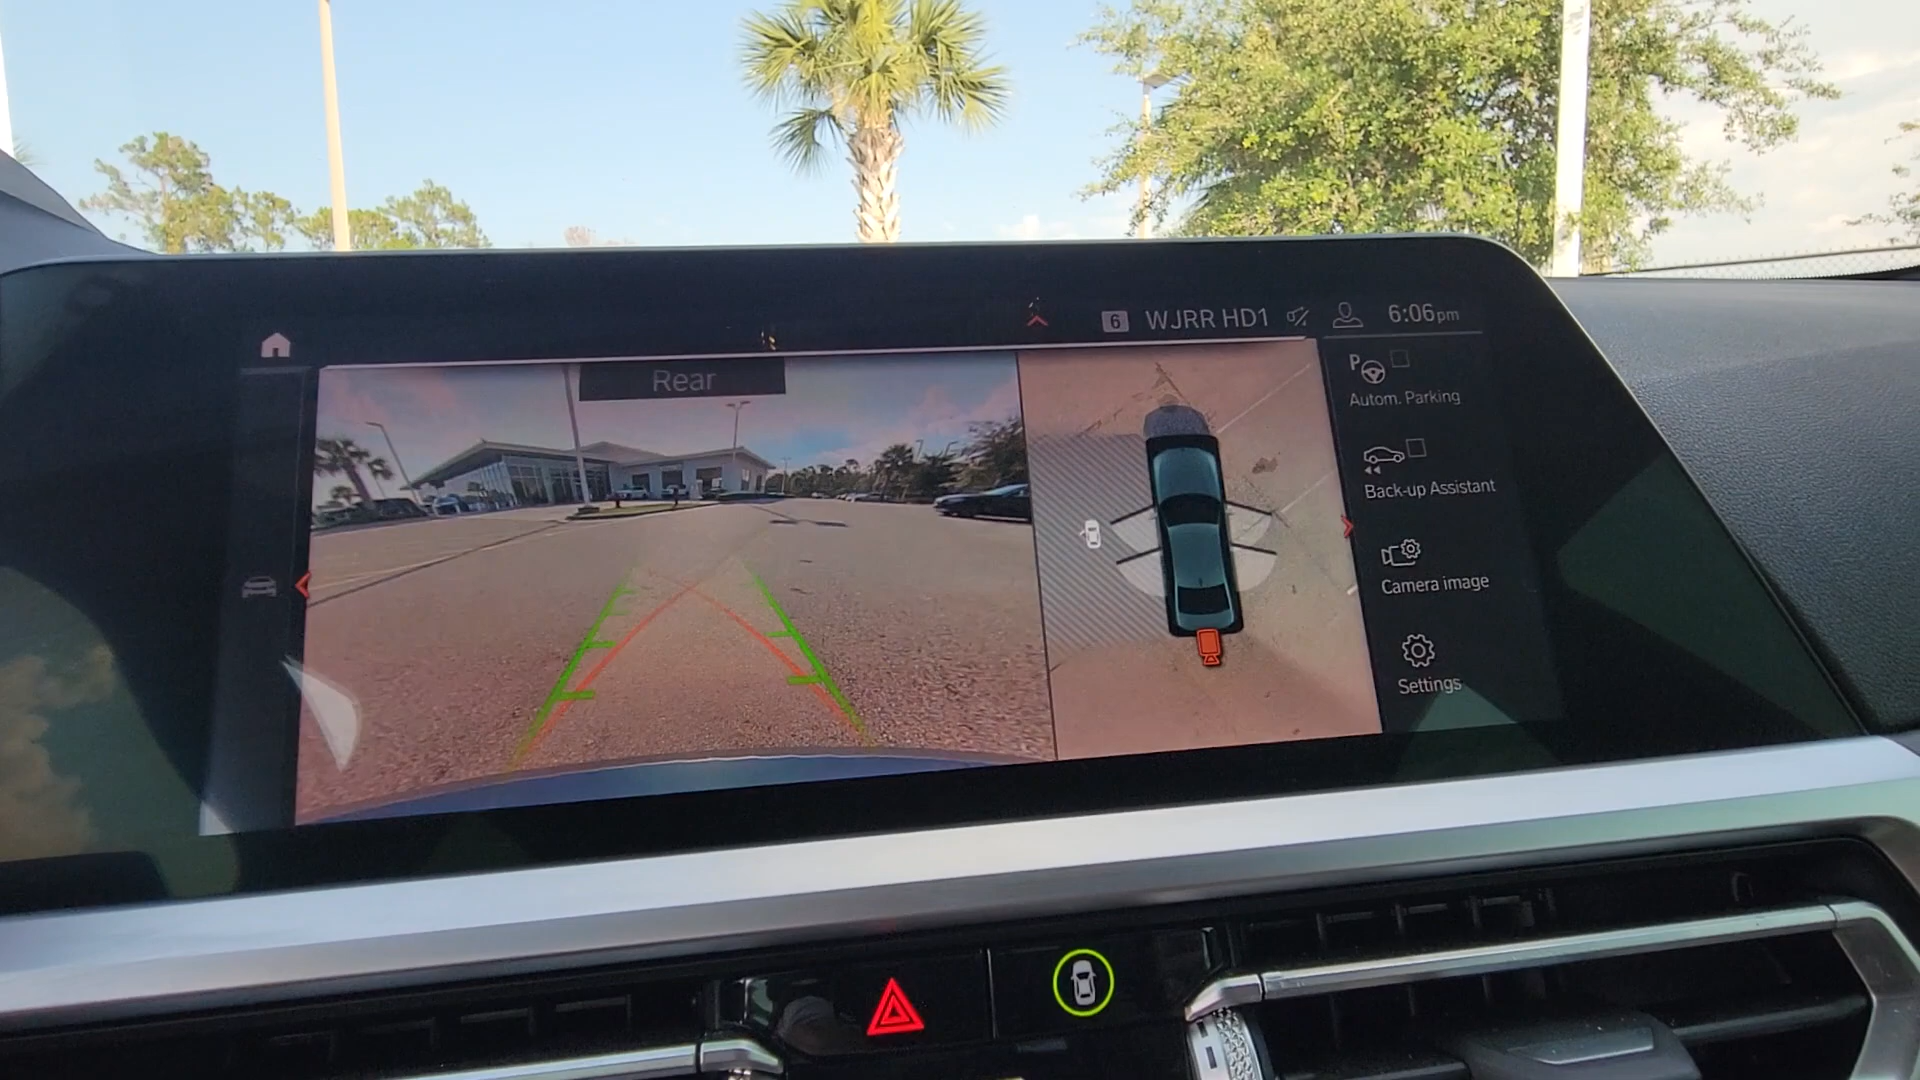 6 WJRR HD1 6:06pm
Rear
P
Autom. Parking
Back-up Assistant
Camera image
Settings